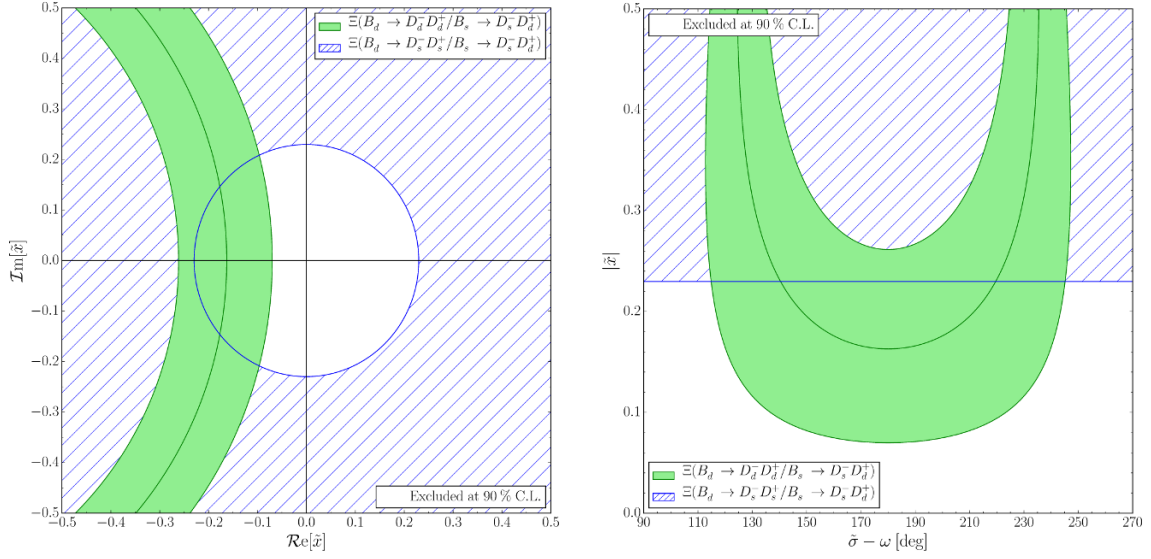 Ξ(B_d → D_d^- D_d^+/B_s → D_s^- D_d^+)
Ξ(B_d → D_s^- D_s^+/B_s → D_s^- D_d^+)
0.5
0.4
0.3
0.2
0.1
0.0
−0.1
−0.2
−0.3
−0.4
−0.5
ℐm[x̃]
Excluded at 90 % C.L.
−0.5 −0.4 −0.3 −0.2 −0.1 0.0 0.1 0.2 0.3 0.4 0.5
ℛe[x̃]
Excluded at 90 % C.L.
0.5
0.4
0.3
0.2
0.1
0.0
|x̃|
Ξ(B_d → D_d^- D_d^+/B_s → D_s^- D_d^+)
Ξ(B_d → D_s^- D_s^+/B_s → D_s^- D_d^+)
90 110 130 150 170 190 210 230 250 270
σ̃ − ω [deg]